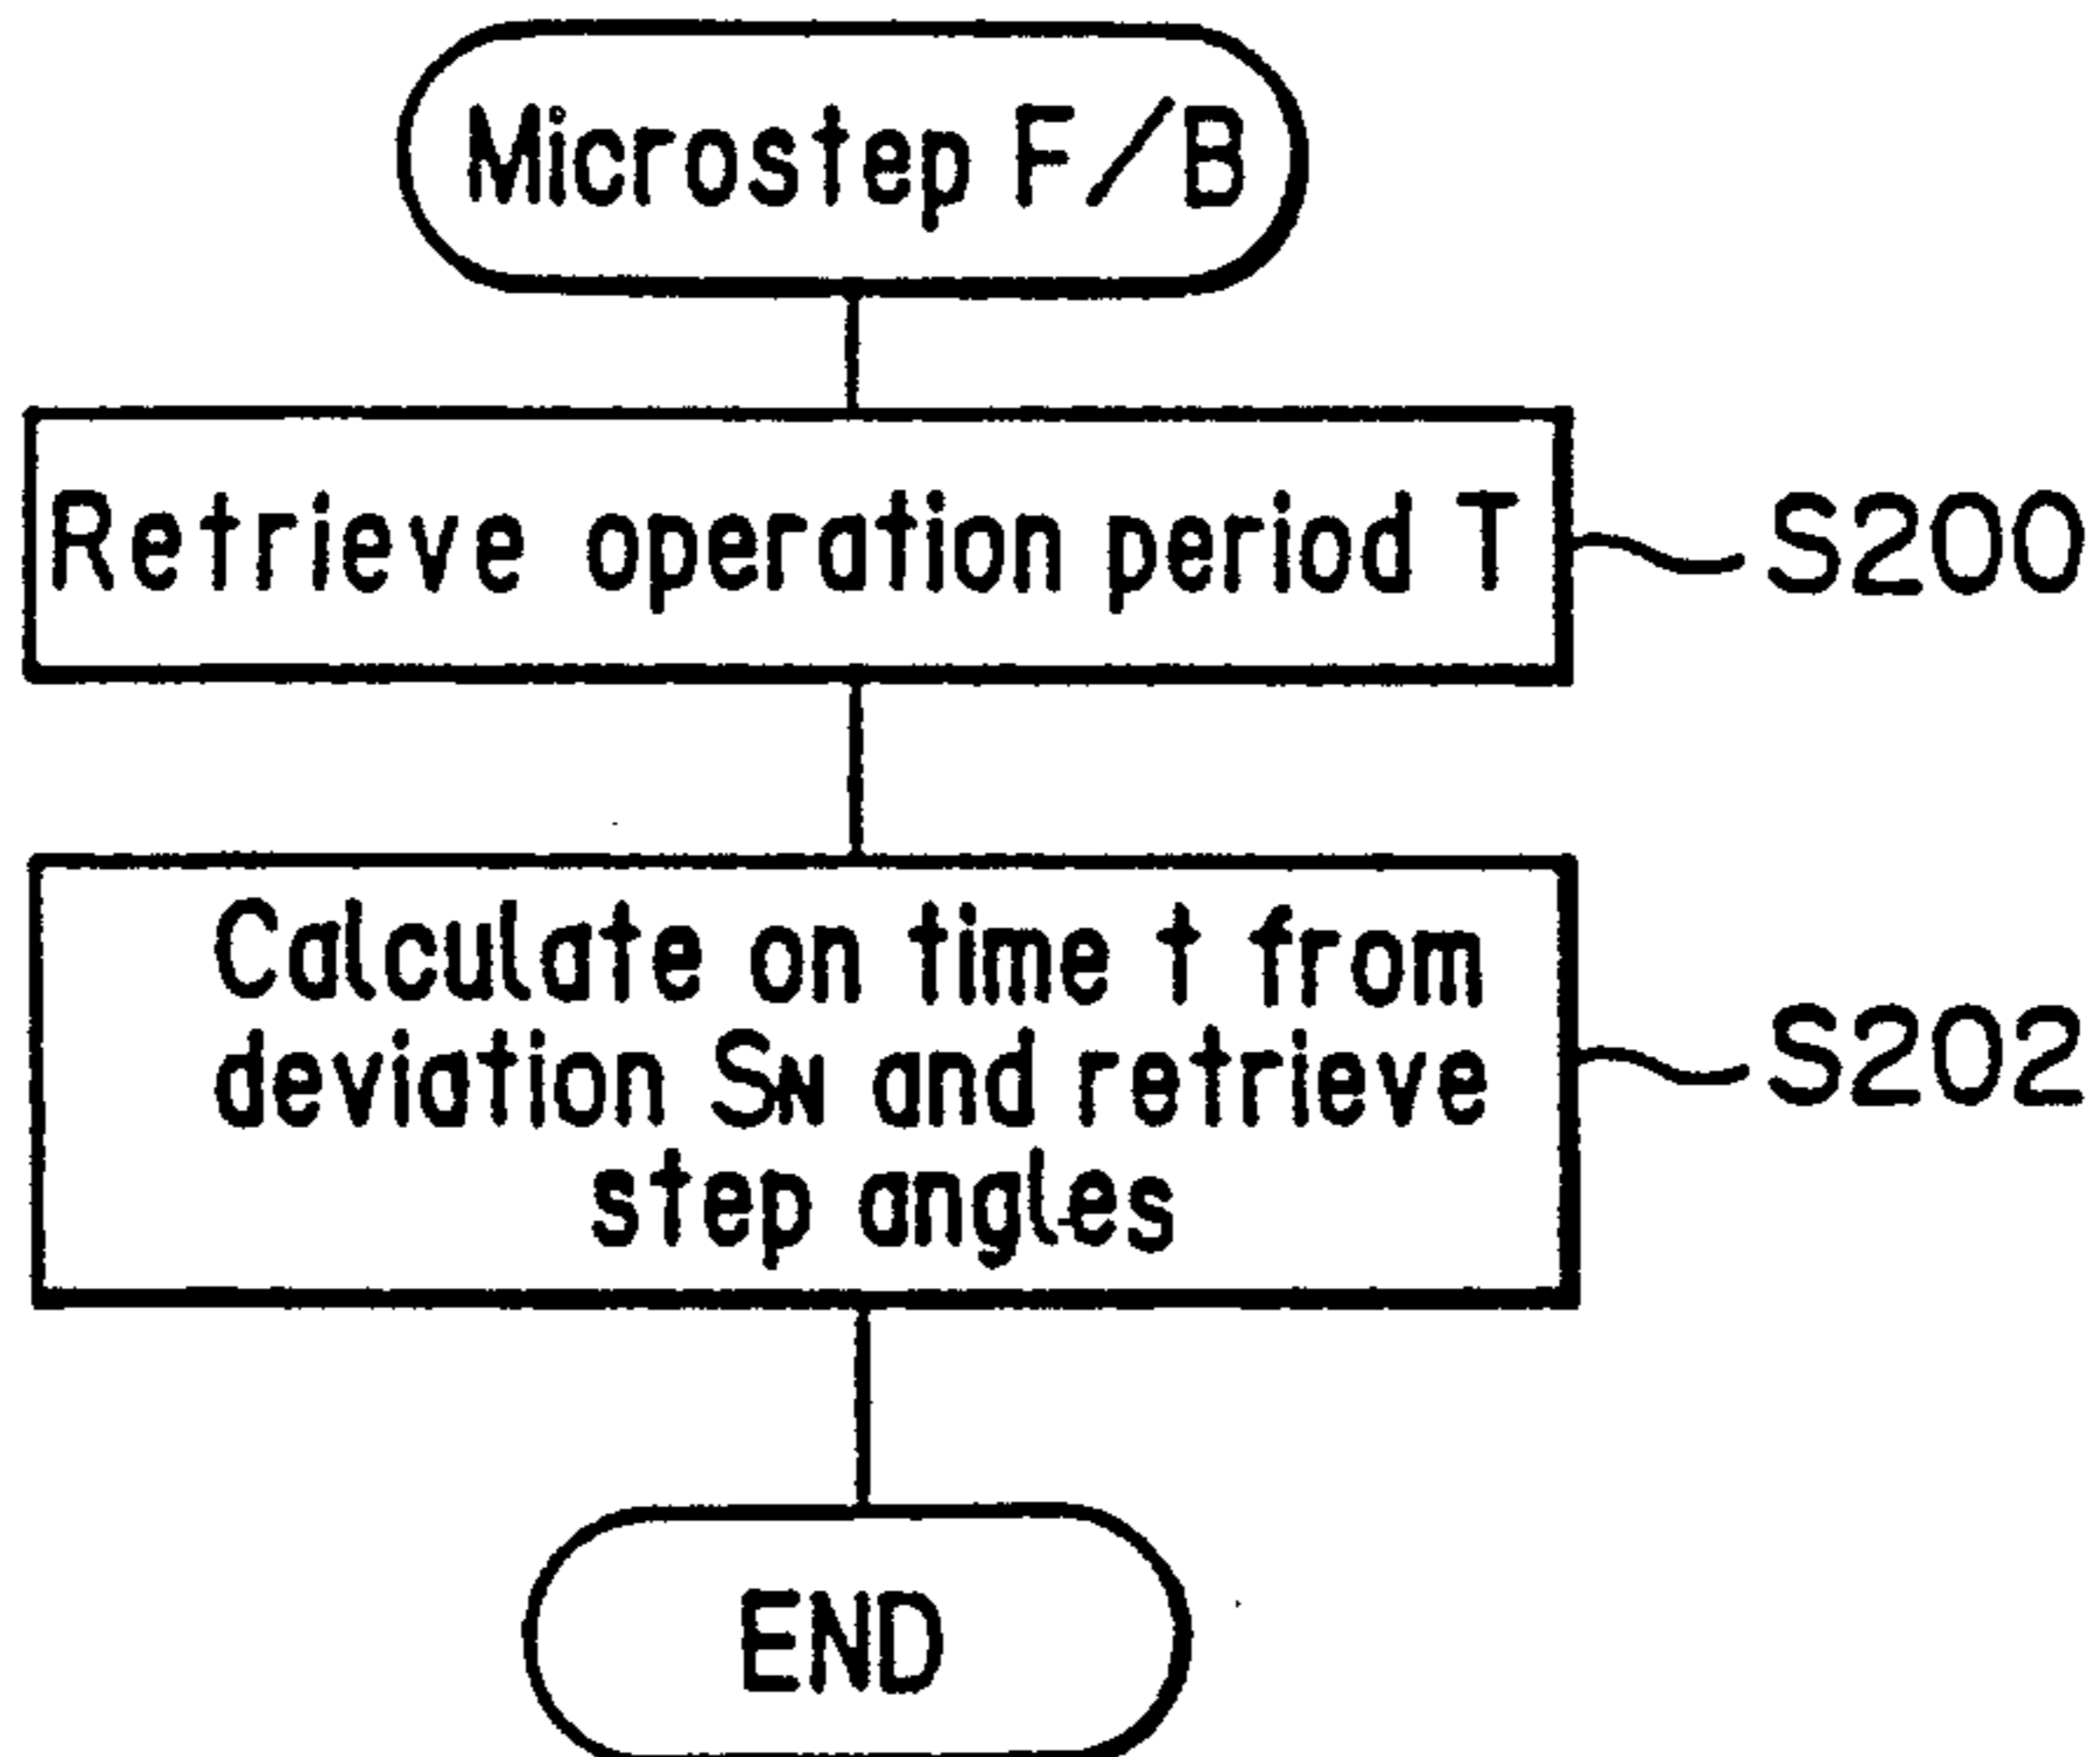 Microstep F/B
Retrieve operation period T
S200
Calculate on time t from
deviation SN and retrieve
step angles
S202
END